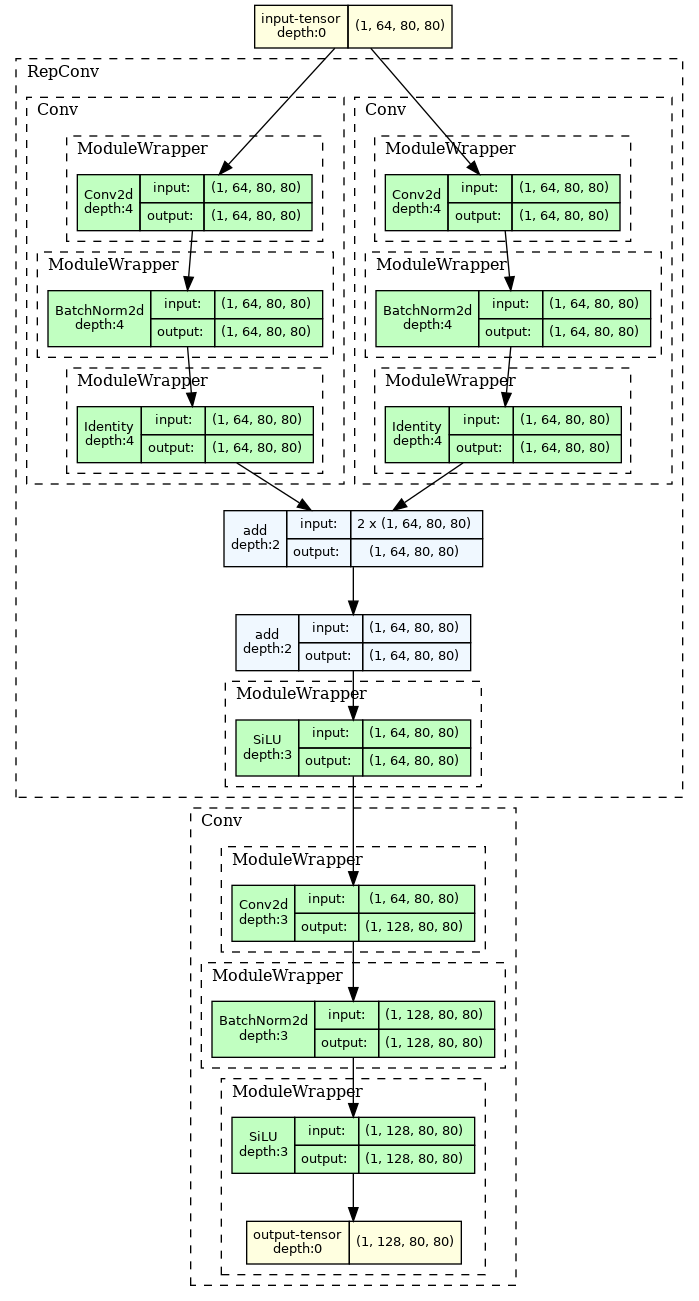 input-tensor
depth:0
(1, 64, 80, 80)
RepConv
Conv
ModuleWrapper
Conv2d
depth:4
input:
(1, 64, 80, 80)
output:
(1, 64, 80, 80)
ModuleWrapper
BatchNorm2d
depth:4
input:
(1, 64, 80, 80)
output:
(1, 64, 80, 80)
ModuleWrapper
Identity
depth:4
input:
(1, 64, 80, 80)
output:
(1, 64, 80, 80)
Conv
ModuleWrapper
Conv2d
depth:4
input:
(1, 64, 80, 80)
output:
(1, 64, 80, 80)
ModuleWrapper
BatchNorm2d
depth:4
input:
(1, 64, 80, 80)
output:
(1, 64, 80, 80)
ModuleWrapper
Identity
depth:4
input:
(1, 64, 80, 80)
output:
(1, 64, 80, 80)
add
depth:2
input:
2 x (1, 64, 80, 80)
output:
(1, 64, 80, 80)
add
depth:2
input:
(1, 64, 80, 80)
output:
(1, 64, 80, 80)
ModuleWrapper
SiLU
depth:3
input:
(1, 64, 80, 80)
output:
(1, 64, 80, 80)
Conv
ModuleWrapper
Conv2d
depth:3
input:
(1, 64, 80, 80)
output:
(1, 128, 80, 80)
ModuleWrapper
BatchNorm2d
depth:3
input:
(1, 128, 80, 80)
output:
(1, 128, 80, 80)
ModuleWrapper
SiLU
depth:3
input:
(1, 128, 80, 80)
output:
(1, 128, 80, 80)
output-tensor
depth:0
(1, 128, 80, 80)